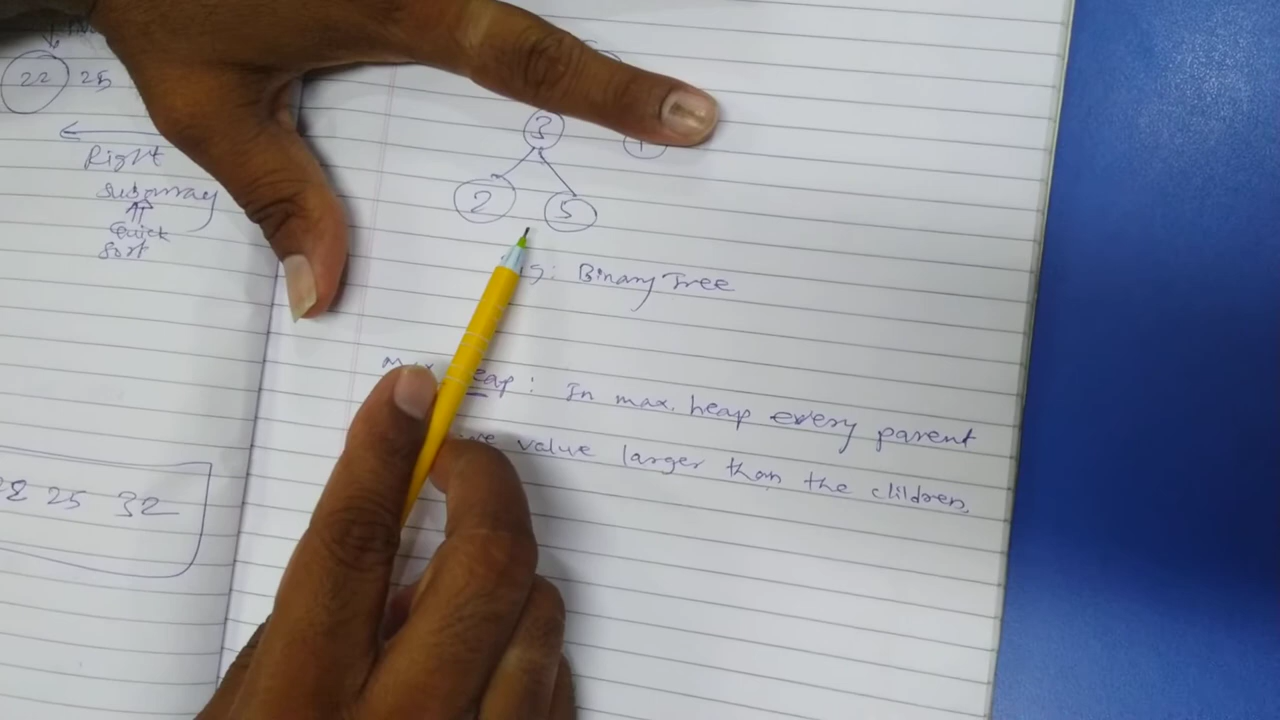 22 25
Right
subarray
Quick
sort
25 32
3
2 5
: Binary Tree
: In max. heap every parent
value larger than the children.